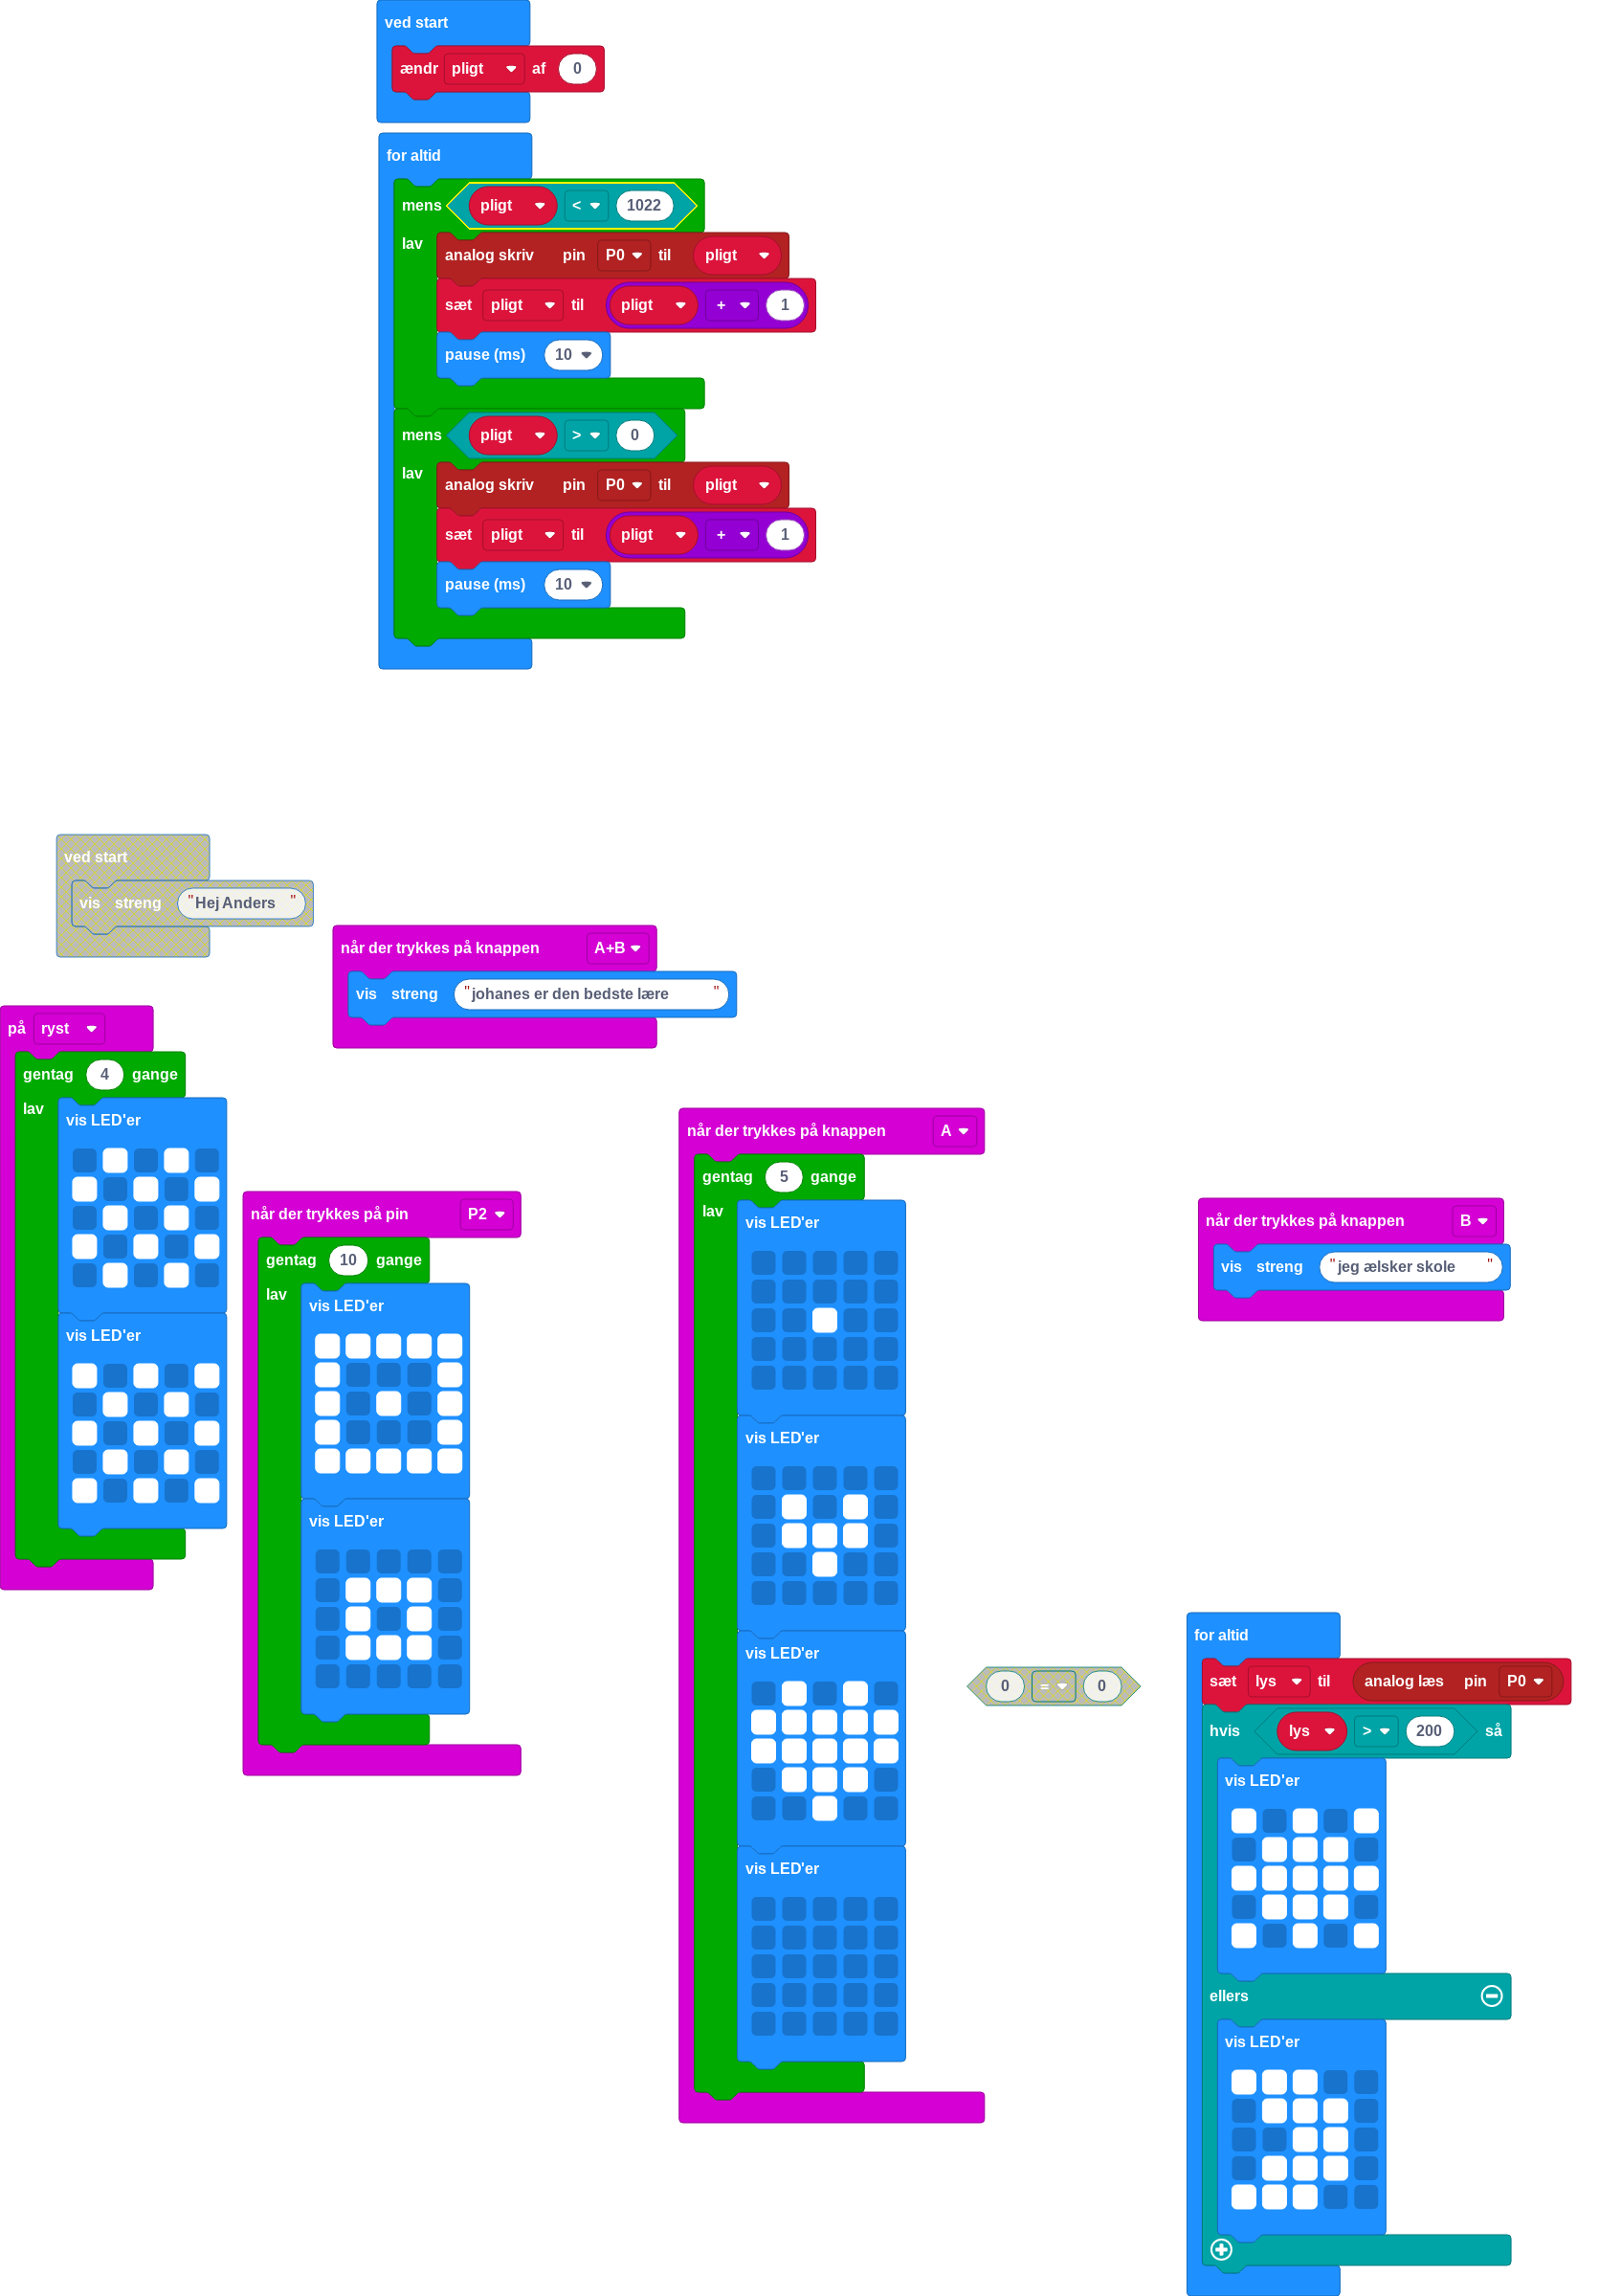 ved start
ændr pligt af 0
for altid
mens pligt < 1022
lav
analog skriv pin P0 til pligt
sæt pligt til pligt + 1
pause (ms) 10
mens pligt > 0
lav
analog skriv pin P0 til pligt
sæt pligt til pligt + 1
pause (ms) 10
ved start
vis streng "Hej Anders"
når der trykkes på knappen A+B
vis streng "johanes er den bedste lære"
på ryst
gentag 4 gange
lav
vis LED'er
vis LED'er
når der trykkes på pin P2
gentag 10 gange
lav
vis LED'er
vis LED'er
når der trykkes på knappen A
gentag 5 gange
lav
vis LED'er
vis LED'er
vis LED'er
vis LED'er
når der trykkes på knappen B
vis streng "jeg ælsker skole"
0 = 0
for altid
sæt lys til analog læs pin P0
hvis lys > 200 så
vis LED'er
ellers
vis LED'er